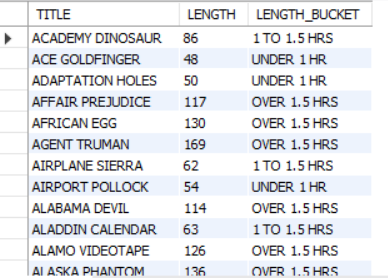 TITLE LENGTH LENGTH_BUCKET
ACADEMY DINOSAUR 86 1 TO 1.5 HRS
ACE GOLDFINGER 48 UNDER 1 HR
ADAPTATION HOLES 50 UNDER 1 HR
AFFAIR PREJUDICE 117 OVER 1.5 HRS
AFRICAN EGG 130 OVER 1.5 HRS
AGENT TRUMAN 169 OVER 1.5 HRS
AIRPLANE SIERRA 62 1 TO 1.5 HRS
AIRPORT POLLOCK 54 UNDER 1 HR
ALABAMA DEVIL 114 OVER 1.5 HRS
ALADDIN CALENDAR 63 1 TO 1.5 HRS
ALAMO VIDEOTAPE 126 OVER 1.5 HRS
ALASKA PHANTOM 136 OVER 1.5 HRS